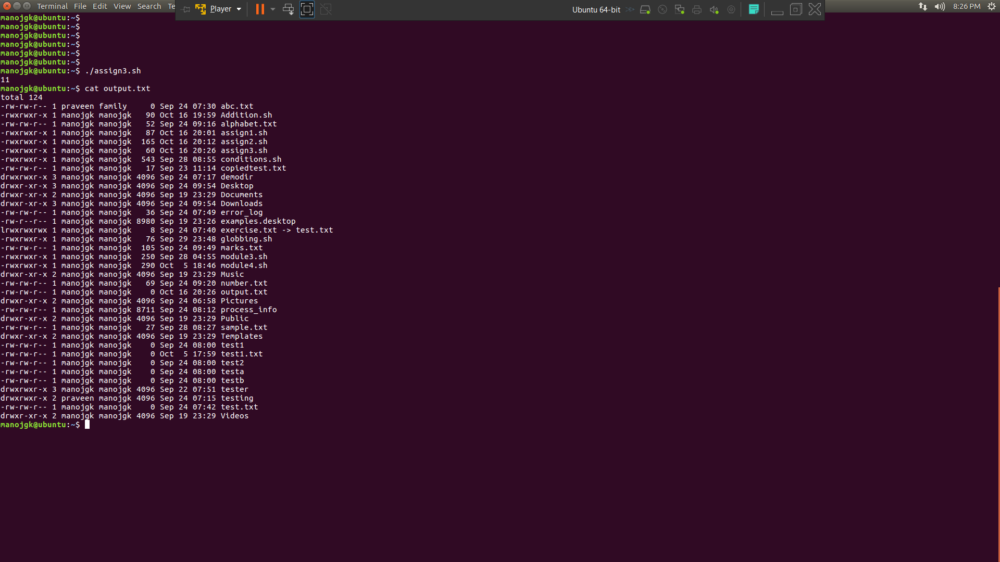 Terminal File Edit View Search Te
Player
Ubuntu 64-bit
8:26 PM
manojgk@ubuntu:~$
manojgk@ubuntu:~$
manojgk@ubuntu:~$
manojgk@ubuntu:~$
manojgk@ubuntu:~$
manojgk@ubuntu:~$
manojgk@ubuntu:~$ ./assign3.sh
11
manojgk@ubuntu:~$ cat output.txt
total 124
-rw-rw-r-- 1 praveen family     0 Sep 24 07:30 abc.txt
-rwxrwxr-x 1 manojgk manojgk   90 Oct 16 19:59 Addition.sh
-rw-rw-r-- 1 manojgk manojgk   52 Sep 24 09:16 alphabet.txt
-rwxrwxr-x 1 manojgk manojgk   87 Oct 16 20:01 assign1.sh
-rwxrwxr-x 1 manojgk manojgk  165 Oct 16 20:12 assign2.sh
-rwxrwxr-x 1 manojgk manojgk   60 Oct 16 20:26 assign3.sh
-rwxrwxr-x 1 manojgk manojgk  543 Sep 28 08:55 conditions.sh
-rw-rw-r-- 1 manojgk manojgk   17 Sep 23 11:14 copiedtest.txt
drwxrwxr-x 3 manojgk manojgk 4096 Sep 24 07:17 demodir
drwxr-xr-x 3 manojgk manojgk 4096 Sep 24 09:54 Desktop
drwxr-xr-x 2 manojgk manojgk 4096 Sep 19 23:29 Documents
drwxr-xr-x 3 manojgk manojgk 4096 Sep 24 09:54 Downloads
-rw-rw-r-- 1 manojgk manojgk   36 Sep 24 07:49 error_log
-rw-r--r-- 1 manojgk manojgk 8980 Sep 19 23:26 examples.desktop
lrwxrwxrwx 1 manojgk manojgk    8 Sep 24 07:40 exercise.txt -> test.txt
-rwxrwxr-x 1 manojgk manojgk   76 Sep 29 23:48 globbing.sh
-rw-rw-r-- 1 manojgk manojgk  105 Sep 24 09:49 marks.txt
-rwxrwxr-x 1 manojgk manojgk  250 Sep 28 04:55 module3.sh
-rwxrwxr-x 1 manojgk manojgk  290 Oct  5 18:46 module4.sh
drwxr-xr-x 2 manojgk manojgk 4096 Sep 19 23:29 Music
-rw-rw-r-- 1 manojgk manojgk   69 Sep 24 09:20 number.txt
-rw-rw-r-- 1 manojgk manojgk    0 Oct 16 20:26 output.txt
drwxr-xr-x 2 manojgk manojgk 4096 Sep 24 06:58 Pictures
-rw-rw-r-- 1 manojgk manojgk 8711 Sep 24 08:12 process_info
drwxr-xr-x 2 manojgk manojgk 4096 Sep 19 23:29 Public
-rw-rw-r-- 1 manojgk manojgk   27 Sep 28 08:27 sample.txt
drwxr-xr-x 2 manojgk manojgk 4096 Sep 19 23:29 Templates
-rw-rw-r-- 1 manojgk manojgk    0 Sep 24 08:00 test1
-rw-rw-r-- 1 manojgk manojgk    0 Oct  5 17:59 test1.txt
-rw-rw-r-- 1 manojgk manojgk    0 Sep 24 08:00 test2
-rw-rw-r-- 1 manojgk manojgk    0 Sep 24 08:00 testa
-rw-rw-r-- 1 manojgk manojgk    0 Sep 24 08:00 testb
drwxrwxr-x 3 manojgk manojgk 4096 Sep 22 07:51 tester
drwxrwxr-x 2 praveen manojgk 4096 Sep 24 07:15 testing
-rw-rw-r-- 1 manojgk manojgk    0 Sep 24 07:42 test.txt
drwxr-xr-x 2 manojgk manojgk 4096 Sep 19 23:29 Videos
manojgk@ubuntu:~$